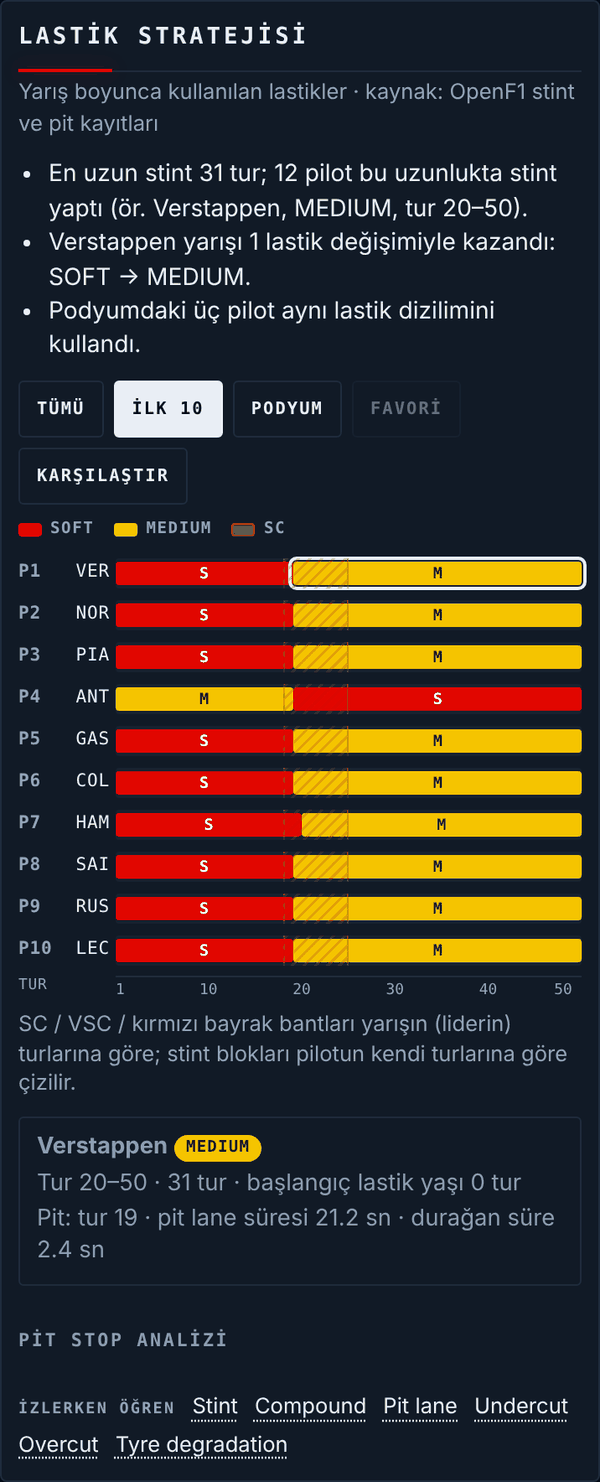 LASTİK STRATEJİSİ
Yarış boyunca kullanılan lastikler · kaynak: OpenF1 stint
ve pit kayıtları
• En uzun stint 31 tur; 12 pilot bu uzunlukta stint
yaptı (ör. Verstappen, MEDIUM, tur 20–50).
• Verstappen yarışı 1 lastik değişimiyle kazandı:
SOFT → MEDIUM.
• Podyumdaki üç pilot aynı lastik dizilimini
kullandı.
TÜMÜ İLK 10 PODYUM FAVORİ
KARŞILAŞTIR
SOFT MEDIUM SC
P1 VER S M
P2 NOR S M
P3 PIA S M
P4 ANT M S
P5 GAS S M
P6 COL S M
P7 HAM S M
P8 SAI S M
P9 RUS S M
P10 LEC S M
TUR 1 10 20 30 40 50
SC / VSC / kırmızı bayrak bantları yarışın (liderin)
turlarına göre; stint blokları pilotun kendi turlarına göre
çizilir.
Verstappen MEDIUM
Tur 20–50 · 31 tur · başlangıç lastik yaşı 0 tur
Pit: tur 19 · pit lane süresi 21.2 sn · durağan süre
2.4 sn
PİT STOP ANALİZİ
İZLERKEN ÖĞREN Stint Compound Pit lane Undercut
Overcut Tyre degradation